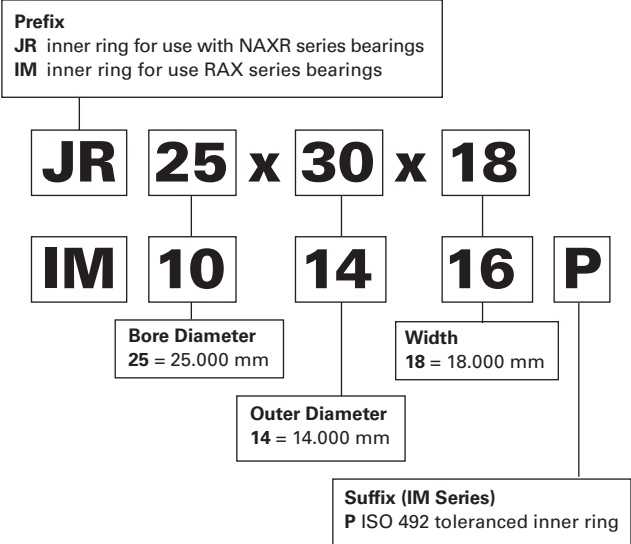 Prefix
JR inner ring for use with NAXR series bearings
IM inner ring for use RAX series bearings
JR 25 x 30 x 18
IM 10 14 16 P
Bore Diameter
25 = 25.000 mm
Width
18 = 18.000 mm
Outer Diameter
14 = 14.000 mm
Suffix (IM Series)
P ISO 492 toleranced inner ring